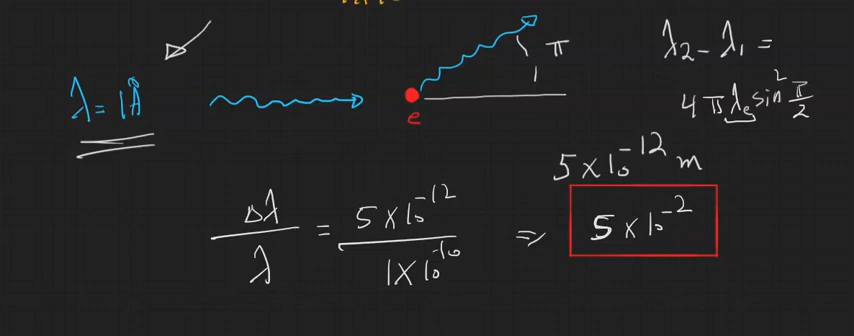 λ = 1Å
e
π
λ₂ - λ₁ =
4 π λₑ sin² π/2
5 × 10⁻¹² m
Δλ/λ = 5 × 10⁻¹² / 1 × 10⁻¹⁰ ⇒ 5 × 10⁻²